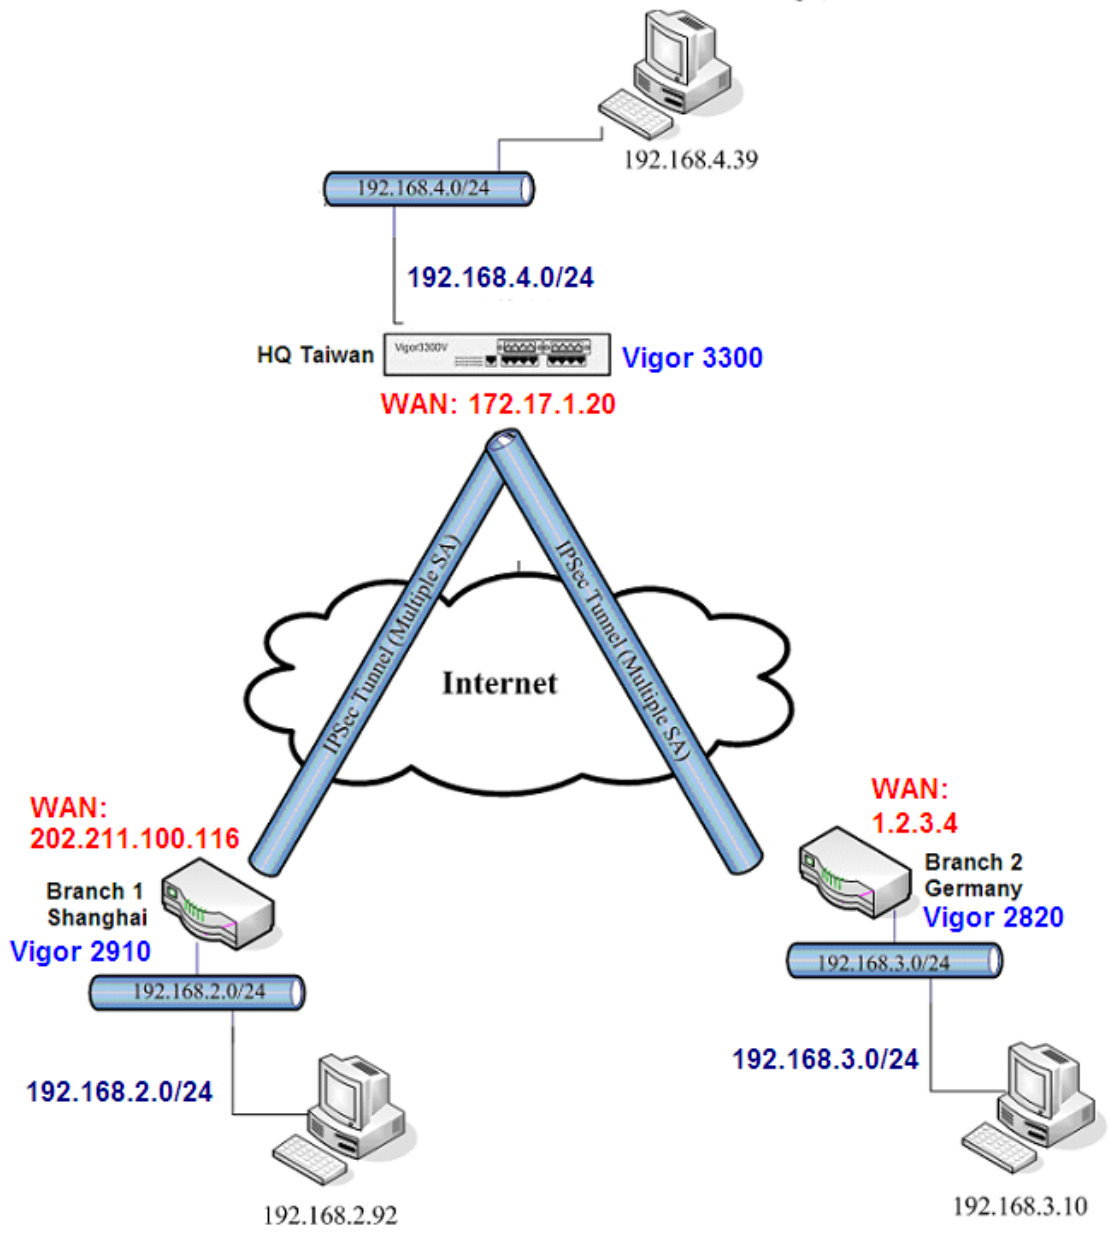 192.168.4.39
192.168.4.0/24
192.168.4.0/24
HQ Taiwan
Vigor3300V
Vigor 3300
WAN: 172.17.1.20
IPSec Tunnel (Multiple SA)
IPSec Tunnel (Multiple SA)
Internet
WAN:
202.211.100.116
Branch 1
Shanghai
Vigor 2910
192.168.2.0/24
192.168.2.0/24
192.168.2.92
WAN:
1.2.3.4
Branch 2
Germany
Vigor 2820
192.168.3.0/24
192.168.3.0/24
192.168.3.10